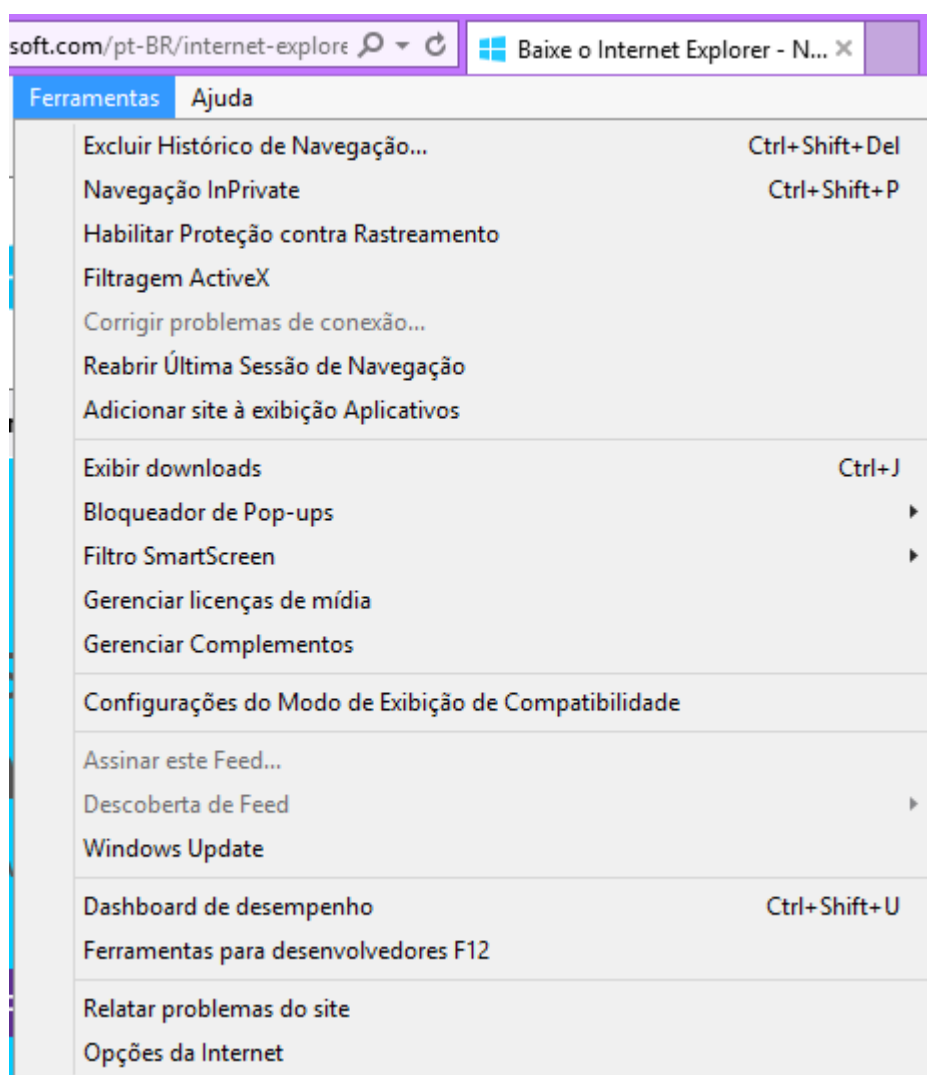 soft.com/pt-BR/internet-explore
Baixe o Internet Explorer - N...
Ferramentas Ajuda
Excluir Histórico de Navegação... Ctrl+Shift+Del
Navegação InPrivate Ctrl+Shift+P
Habilitar Proteção contra Rastreamento
Filtragem ActiveX
Corrigir problemas de conexão...
Reabrir Última Sessão de Navegação
Adicionar site à exibição Aplicativos
Exibir downloads Ctrl+J
Bloqueador de Pop-ups
Filtro SmartScreen
Gerenciar licenças de mídia
Gerenciar Complementos
Configurações do Modo de Exibição de Compatibilidade
Assinar este Feed...
Descoberta de Feed
Windows Update
Dashboard de desempenho Ctrl+Shift+U
Ferramentas para desenvolvedores F12
Relatar problemas do site
Opções da Internet